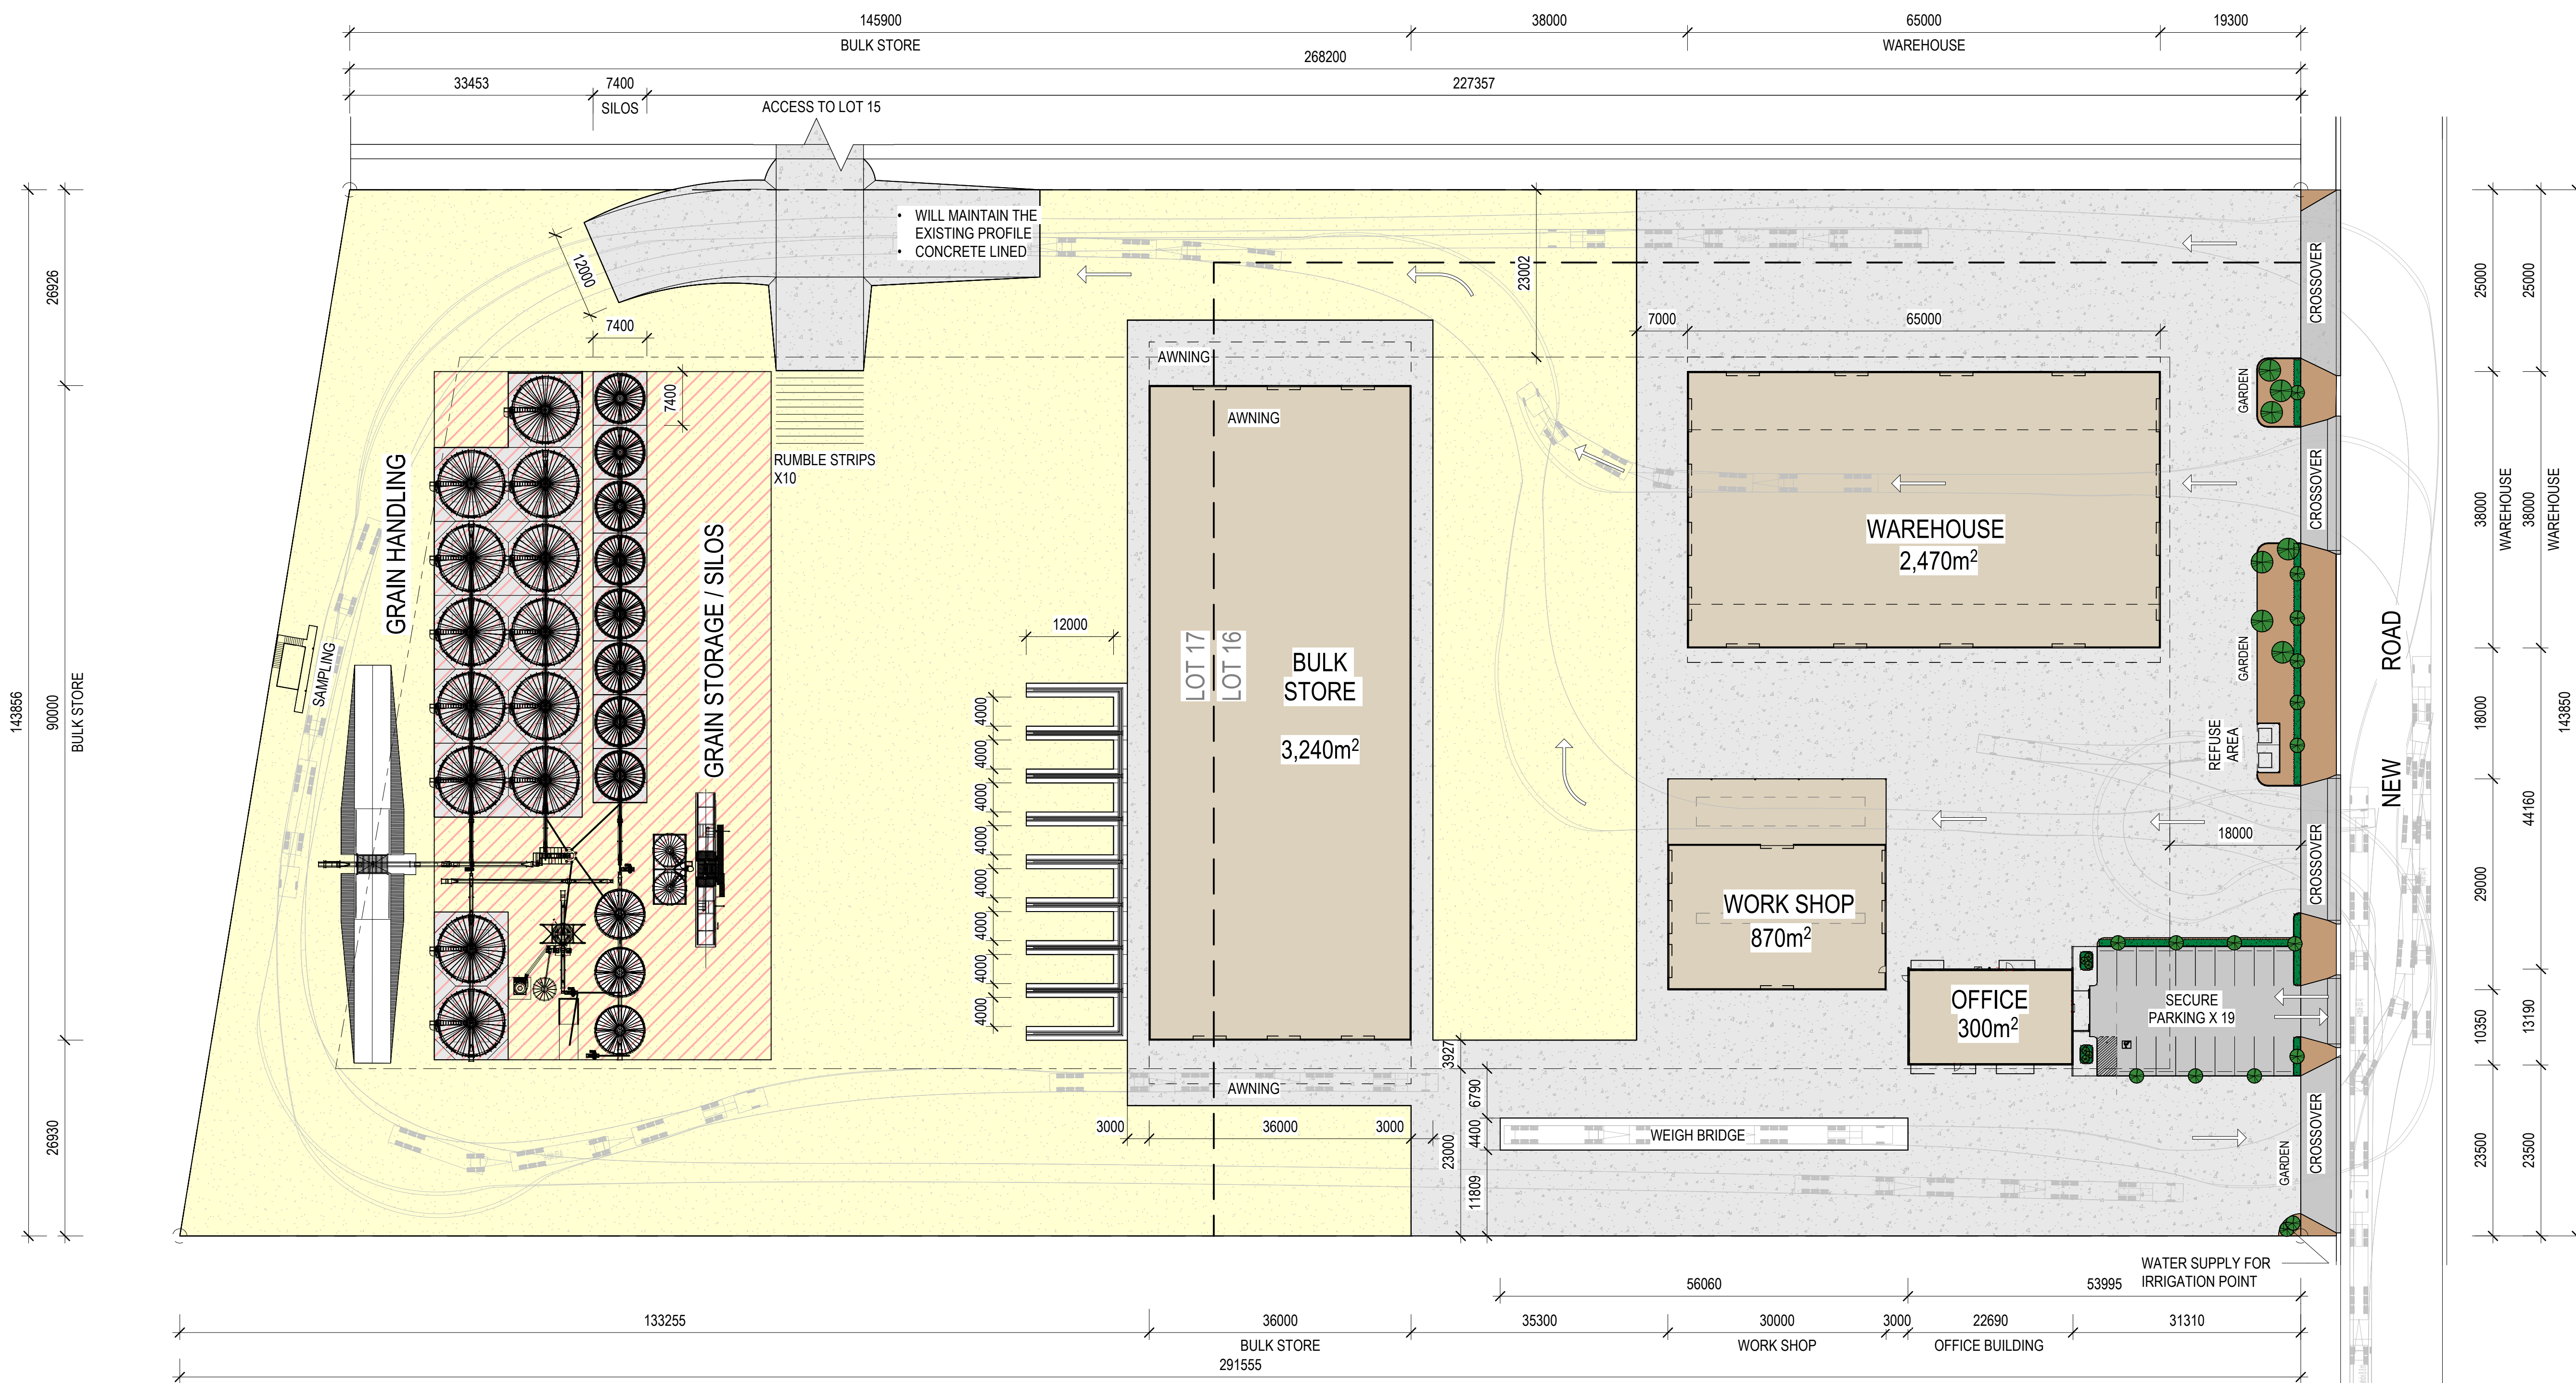 145900
38000
65000
19300
BULK STORE
WAREHOUSE
268200
33453
7400
227357
SILOS
ACCESS TO LOT 15
• WILL MAINTAIN THE
EXISTING PROFILE
• CONCRETE LINED
12000
7400
7400
23002
7000
65000
AWNING
AWNING
RUMBLE STRIPS
X10
GRAIN HANDLING
GRAIN STORAGE / SILOS
SAMPLING
143856
26926
90000
BULK STORE
26930
12000
4000
4000
4000
4000
4000
4000
4000
4000
LOT 17
LOT 16
BULK
STORE
3,240m²
WAREHOUSE
2,470m²
WORK SHOP
870m²
OFFICE
300m²
SECURE
PARKING X 19
GARDEN
GARDEN
REFUSE
AREA
18000
CROSSOVER
CROSSOVER
CROSSOVER
CROSSOVER
GARDEN
NEW ROAD
25000
38000
WAREHOUSE
18000
29000
10350
23500
25000
38000
WAREHOUSE
44160
13190
23500
143850
AWNING
3000
36000
3000
3927
23000
6790
4400
11809
WEIGH BRIDGE
WATER SUPPLY FOR
IRRIGATION POINT
56060
53995
133255
36000
35300
30000
3000
22690
31310
BULK STORE
WORK SHOP
OFFICE BUILDING
291555